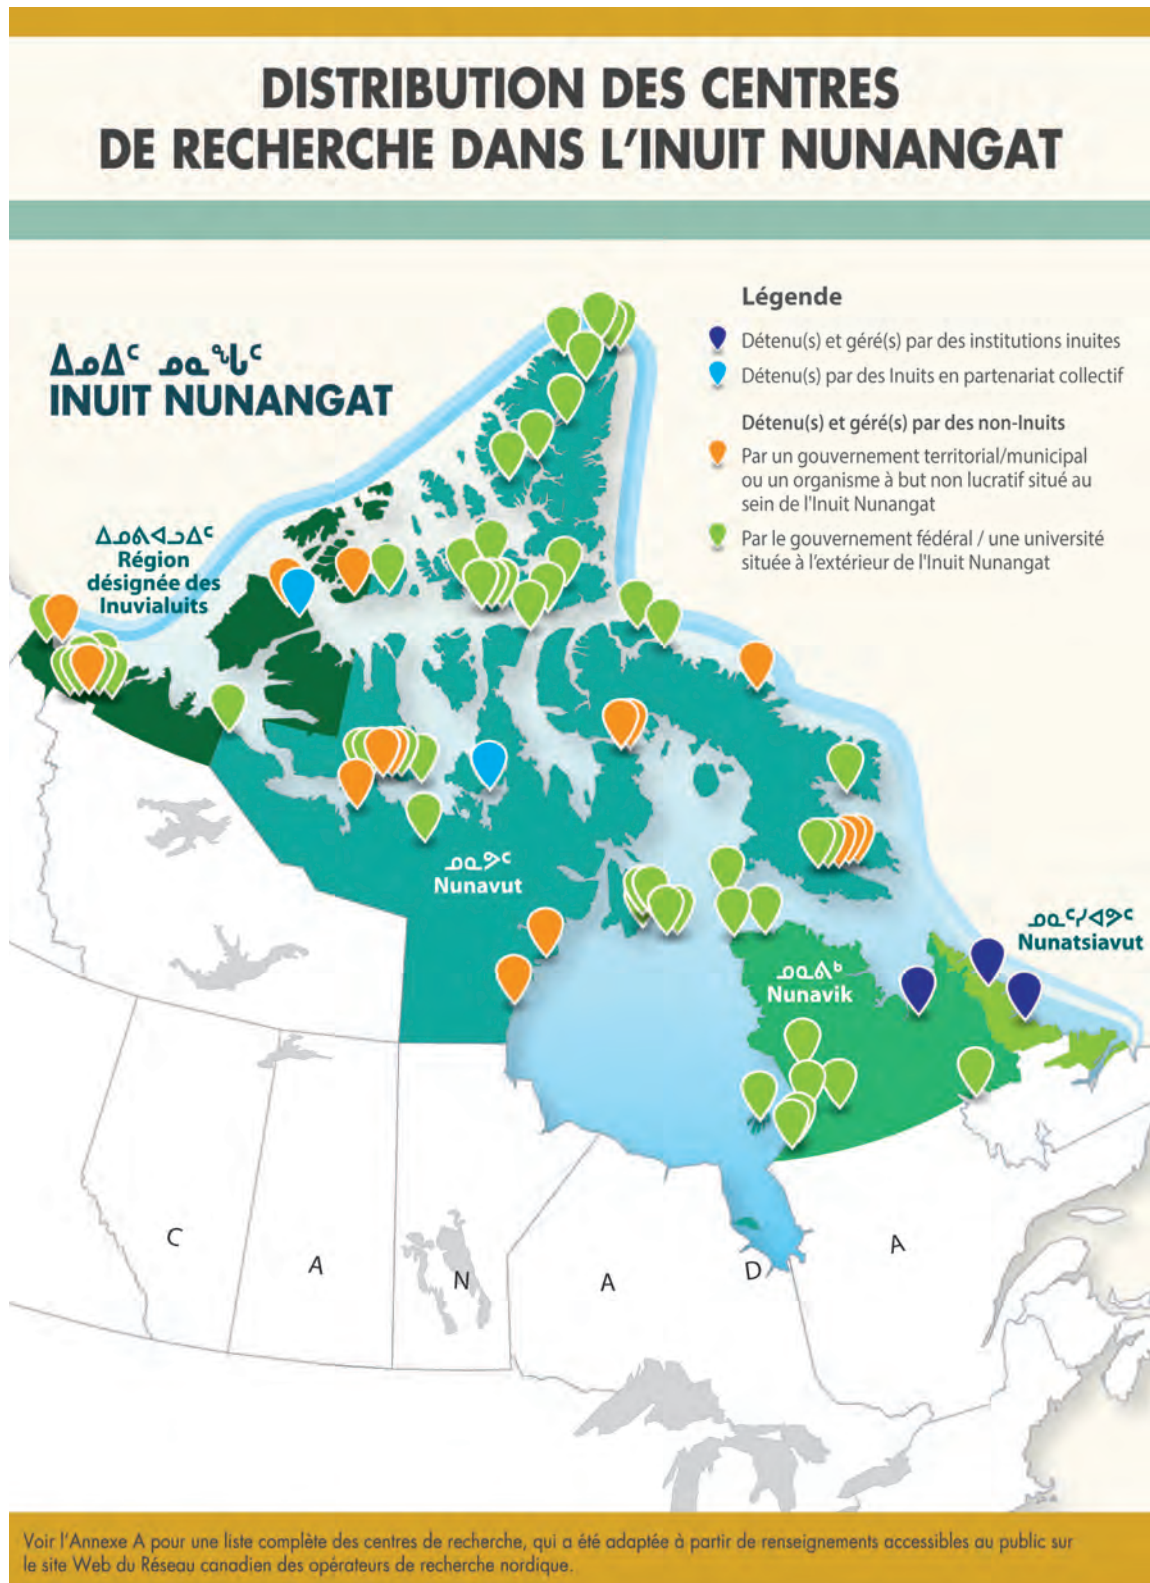 DISTRIBUTION DES CENTRES
DE RECHERCHE DANS L'INUIT NUNANGAT
ᐃᓄᐃᑦ ᓄᓇᖓᑦ
INUIT NUNANGAT
Légende
Détenu(s) et géré(s) par des institutions inuites
Détenu(s) par des Inuits en partenariat collectif
Détenu(s) et géré(s) par des non-Inuits
Par un gouvernement territorial/municipal
ou un organisme à but non lucratif situé au
sein de l'Inuit Nunangat
Par le gouvernement fédéral / une université
située à l'extérieur de l'Inuit Nunangat
ᐃᓄᕕᐊᓗᐃᑦ
Région
désignée des
Inuvialuits
ᓄᓇᕗᑦ
Nunavut
ᓄᓇᑦᓯᐊᕗᑦ
Nunatsiavut
ᓄᓇᕕᒃ
Nunavik
C A N A D A
Voir l'Annexe A pour une liste complète des centres de recherche, qui a été adaptée à partir de renseignements accessibles au public sur
le site Web du Réseau canadien des opérateurs de recherche nordique.